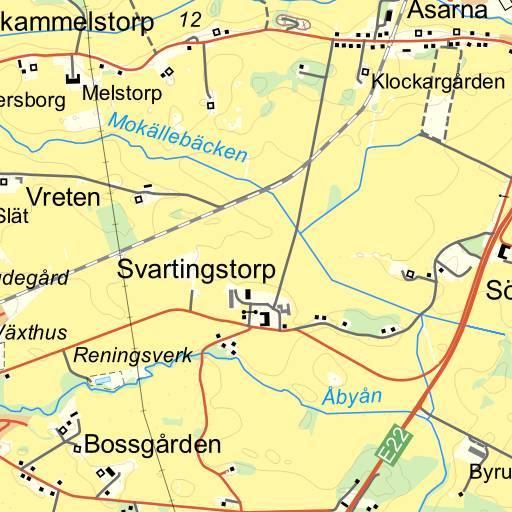 kammelstorp
12
Asarna
Klockargården
ersborg
Melstorp
Mokällebäcken
Vreten
Slät
Svartingstorp
degård
Sö
Växthus
Reningsverk
Åbyån
Bossgården
E22
Byru